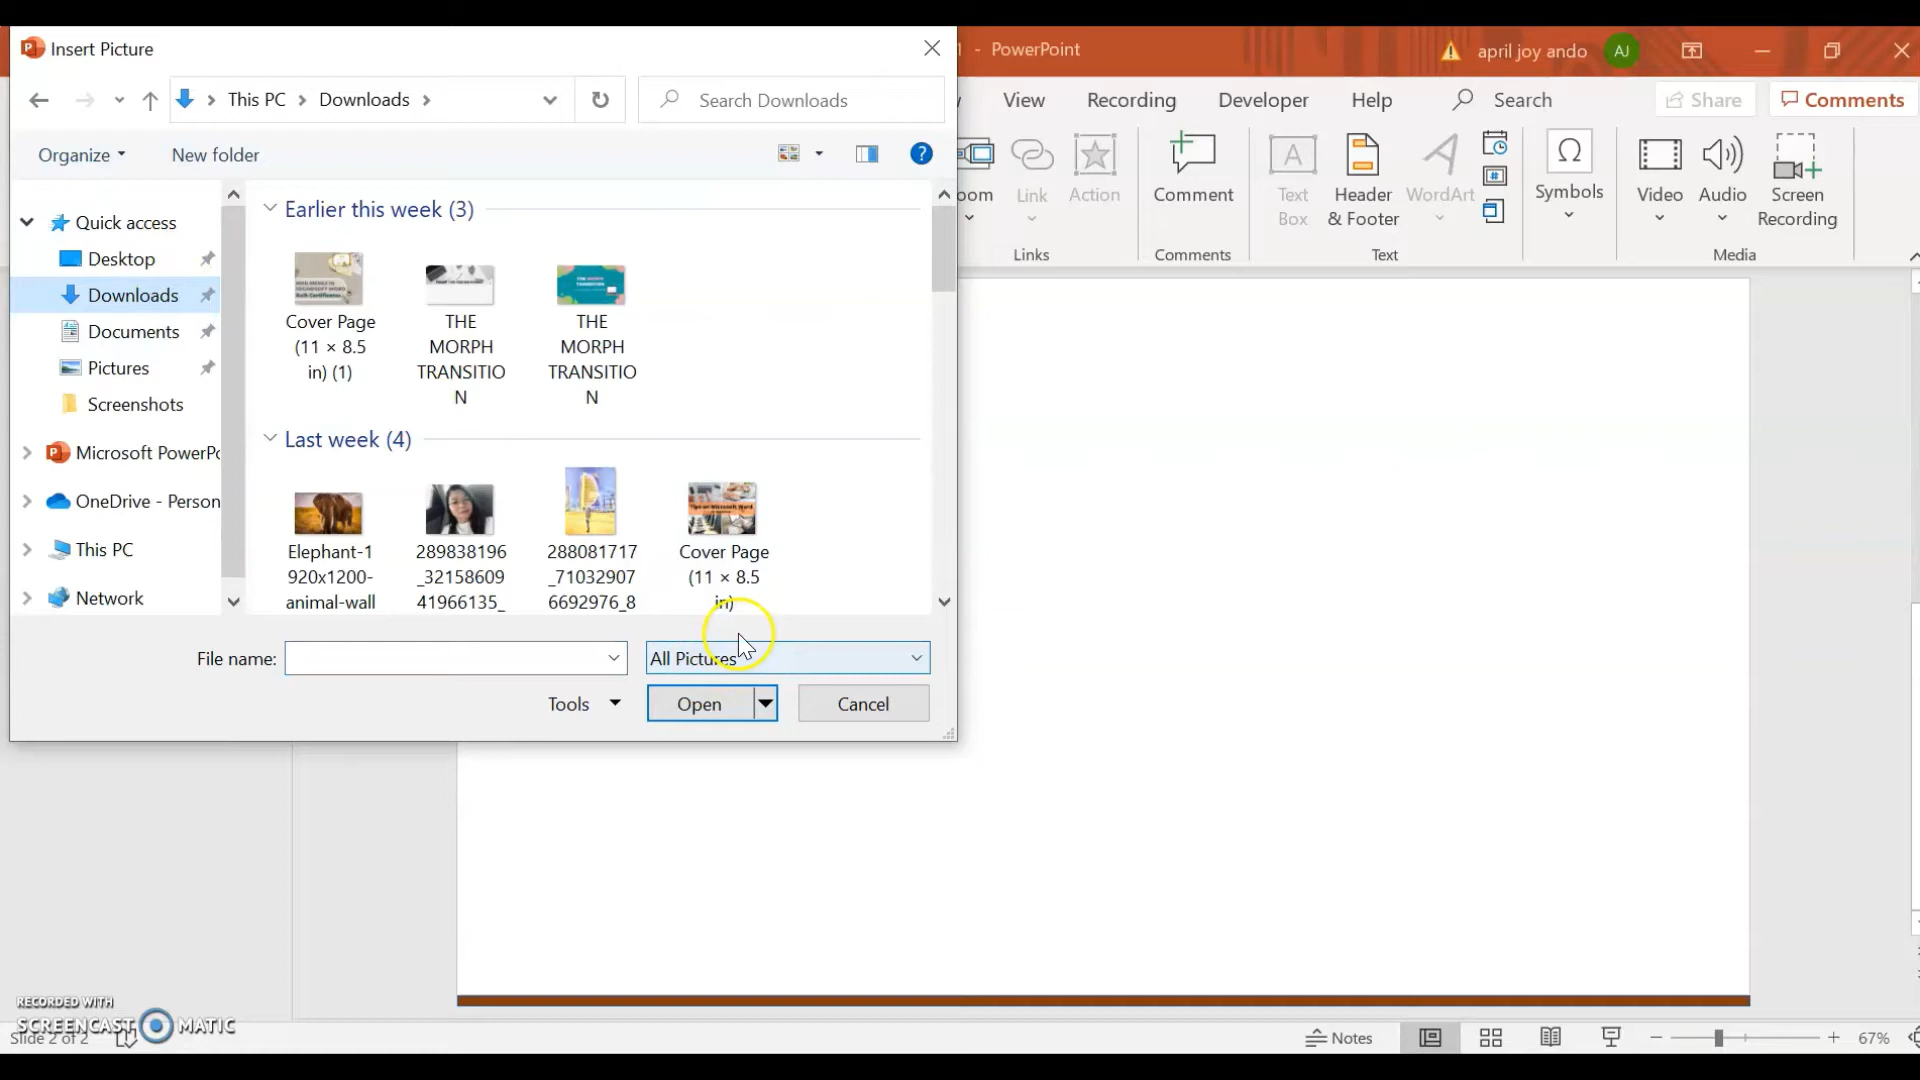 Insert Picture
1 - PowerPoint
april joy ando
AJ
This PC
Downloads
Search Downloads
View
Recording
Developer
Help
Search
Share
Comments
Organize
New folder
?
oom
Link
Action
Comment
Text Box
Header & Footer
WordArt
Symbols
Video
Audio
Screen Recording
Links
Comments
Text
Media
Quick access
Desktop
Downloads
Documents
Pictures
Screenshots
Microsoft PowerPo
OneDrive - Person
This PC
Network
Earlier this week (3)
Cover Page
(11 × 8.5
in) (1)
THE
MORPH
TRANSITIO
N
THE
MORPH
TRANSITIO
N
Last week (4)
Elephant-1
920x1200-
animal-wall
289838196
_32158609
41966135_
288081717
_71032907
6692976_8
Cover Page
(11 × 8.5
in)
File name:
All Pictures
Tools
Open
Cancel
RECORDED WITH
SCREENCAST MATIC
Slide 2 of 2
Notes
67%